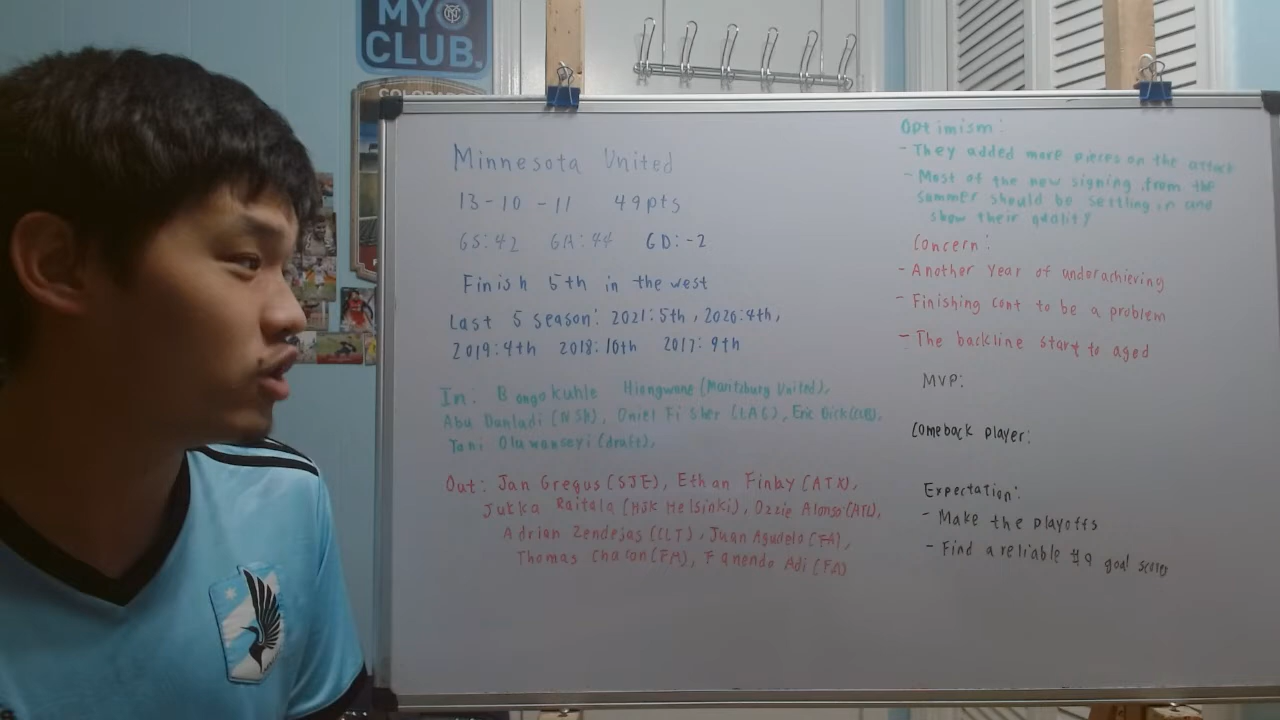 MY
CLUB.
COLORADO
Minnesota United
13-10-11 49pts
GS:42 GA:44 GD:-2
Finish 5th in the west
Last 5 season: 2021:5th, 2020:4th,
2019:4th 2018:10th 2017:9th
In: Bongokuhle Hlongwane (Maritzburg United),
Abu Danladi (NSH), Oniel Fisher (LAG), Eric Dick (CLB),
Tani Oluwaseyi (draft),
Out: Jan Gregus (SJE), Ethan Finlay (ATX),
Jukka Raitala (HJK Helsinki), Ozzie Alonso (ATL),
Adrian Zendejas (CLT), Juan Agudelo (FA),
Thomas Chacon (FM), Fanendo Adi (FA)
Optimism:
- They added more pieces on the attack
- Most of the new signing from the
summer should be settling in and
show their quality
Concern:
- Another Year of underachieving
- Finishing cont to be a problem
- The backline start to aged
MVP:
Comeback player:
Expectation:
- Make the playoffs
- Find a reliable #9 goal scorer